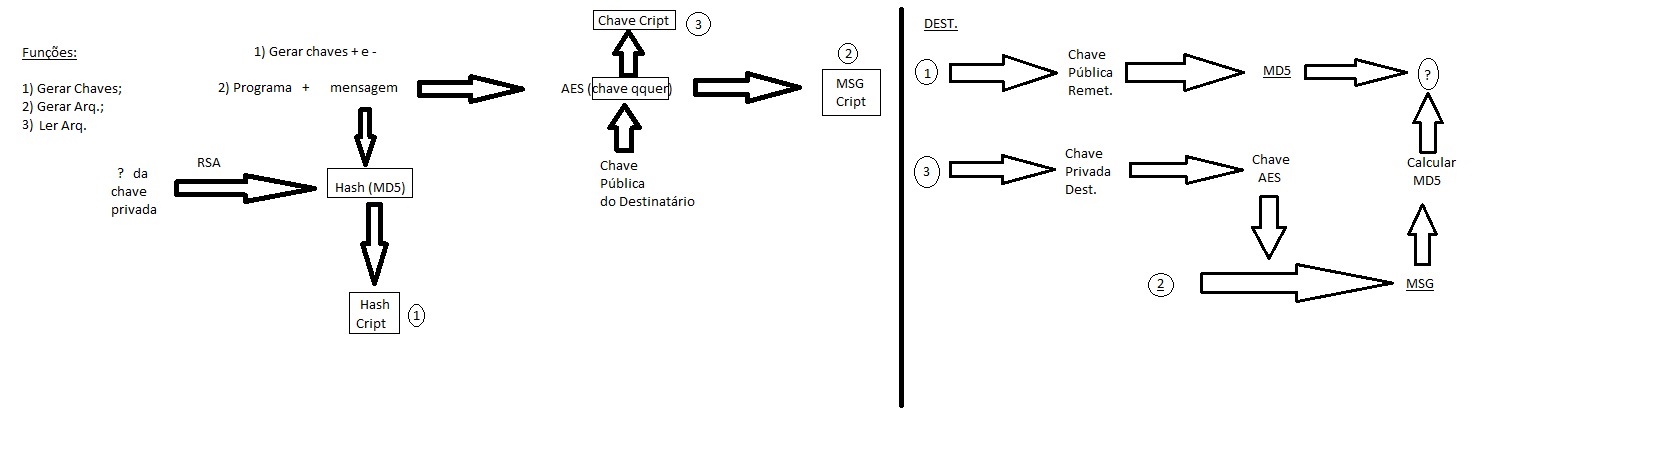 Funções:
1) Gerar Chaves;
2) Gerar Arq.;
3) Ler Arq.
1) Gerar chaves + e -
2) Programa + mensagem
RSA
? da
chave
privada
Hash (MD5)
Hash
Cript
1
Chave Cript
3
AES (chave qquer)
Chave
Pública
do Destinatário
2
MSG
Cript
DEST.
1
Chave
Pública
Remet.
MD5
?
3
Chave
Privada
Dest.
Chave
AES
Calcular
MD5
2
MSG